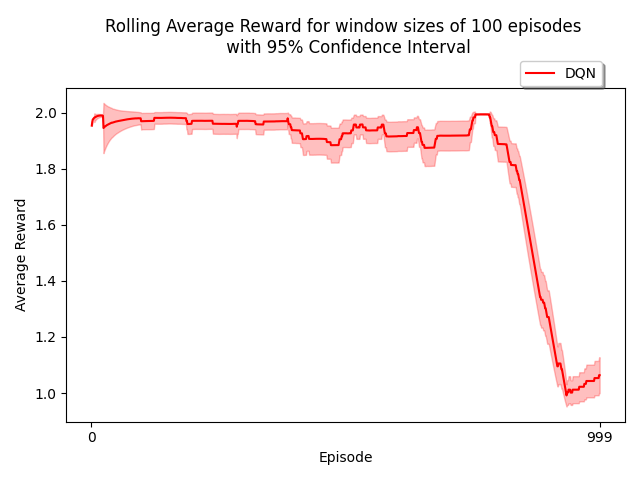 Rolling Average Reward for window sizes of 100 episodes
with 95% Confidence Interval
DQN
2.0
1.8
1.6
1.4
1.2
1.0
Average Reward
0
999
Episode